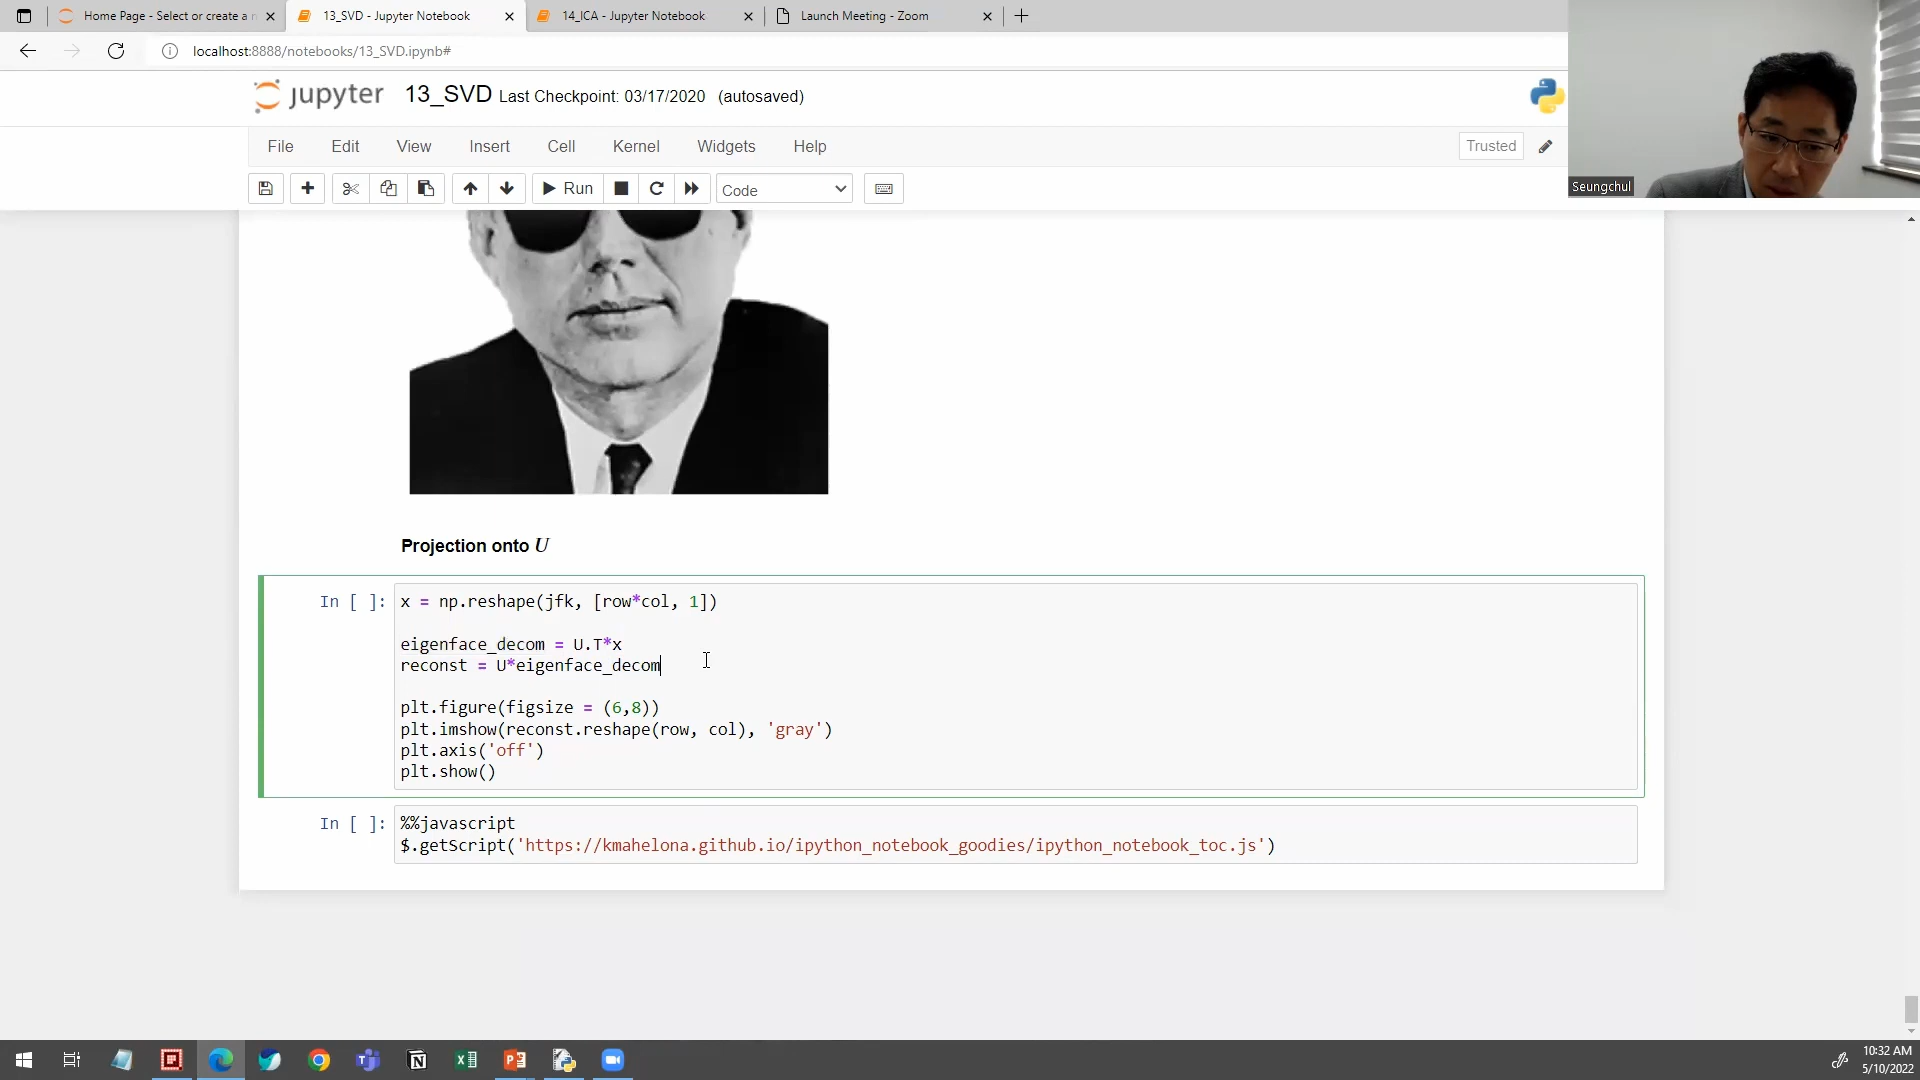 Home Page - Select or create a n
13_SVD - Jupyter Notebook
14_ICA - Jupyter Notebook
Launch Meeting - Zoom
localhost:8888/notebooks/13_SVD.ipynb#
jupyter 13_SVD Last Checkpoint: 03/17/2020 (autosaved)
File Edit View Insert Cell Kernel Widgets Help
Trusted
Seungchul
Run
Code
Projection onto U
In [ ]: x = np.reshape(jfk, [row*col, 1])
eigenface_decom = U.T*x
reconst = U*eigenface_decom
plt.figure(figsize = (6,8))
plt.imshow(reconst.reshape(row, col), 'gray')
plt.axis('off')
plt.show()
In [ ]: %%javascript
$.getScript('https://kmahelona.github.io/ipython_notebook_goodies/ipython_notebook_toc.js')
10:32 AM
5/10/2022